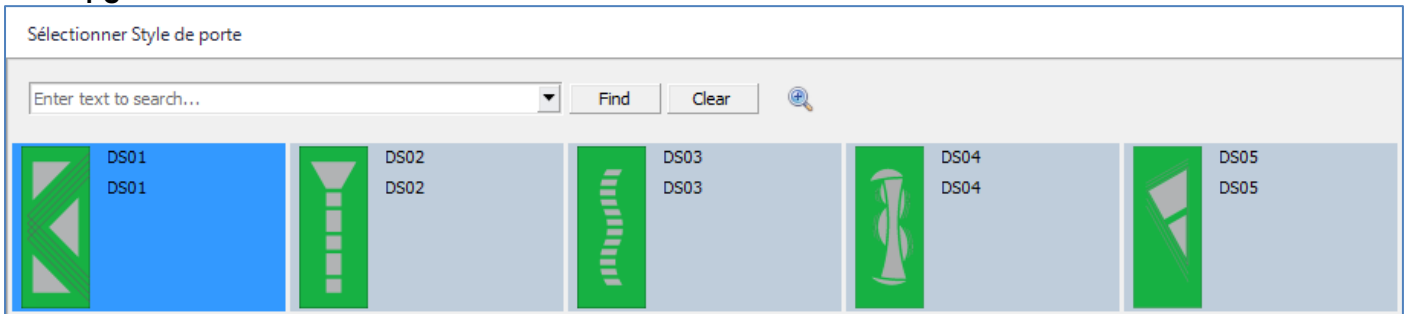 Sélectionner Style de porte
Enter text to search...
Find
Clear
DS01
DS01
DS02
DS02
DS03
DS03
DS04
DS04
DS05
DS05